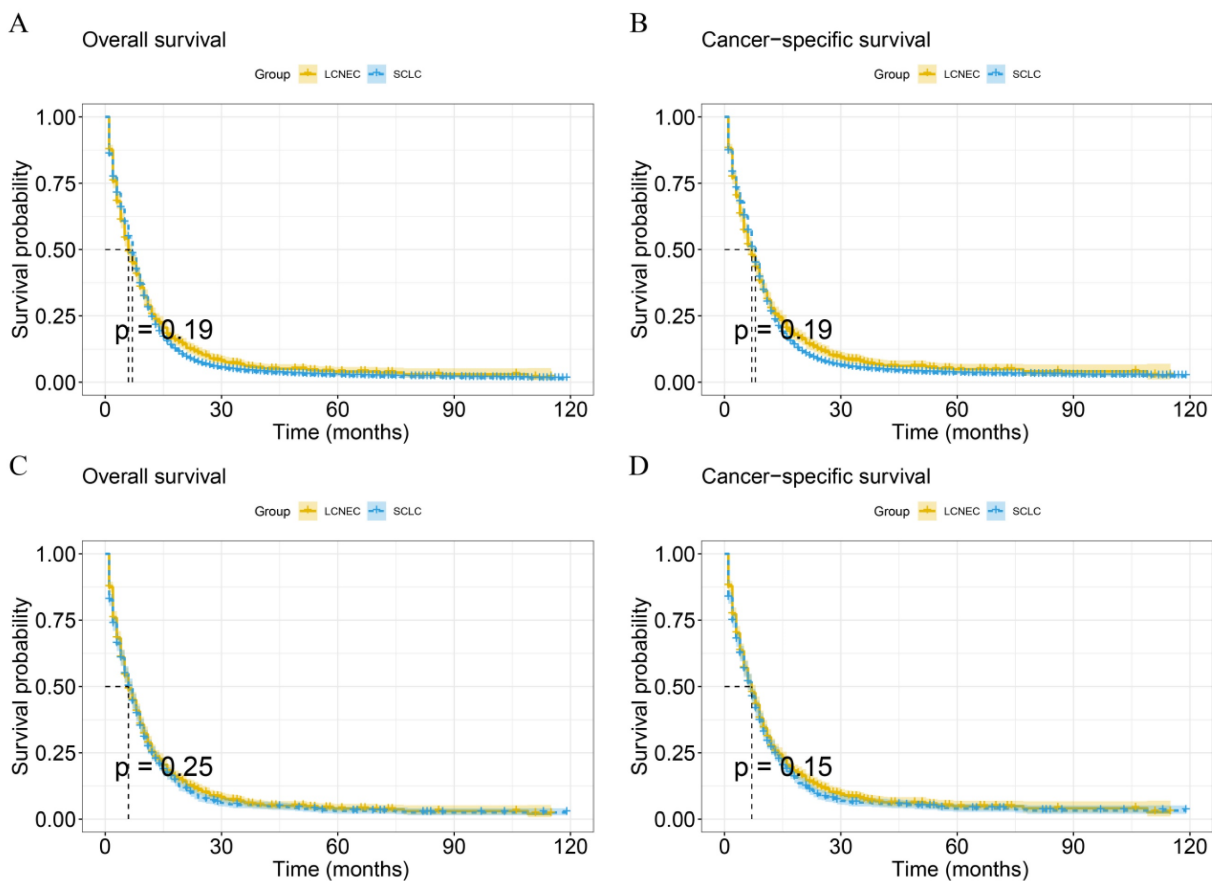 A
Overall survival
Group LCNEC SCLC
Survival probability
1.00
0.75
0.50
0.25
0.00
p = 0.19
0 30 60 90 120
Time (months)
B
Cancer−specific survival
Group LCNEC SCLC
Survival probability
1.00
0.75
0.50
0.25
0.00
p = 0.19
0 30 60 90 120
Time (months)
C
Overall survival
Group LCNEC SCLC
Survival probability
1.00
0.75
0.50
0.25
0.00
p = 0.25
0 30 60 90 120
Time (months)
D
Cancer−specific survival
Group LCNEC SCLC
Survival probability
1.00
0.75
0.50
0.25
0.00
p = 0.15
0 30 60 90 120
Time (months)